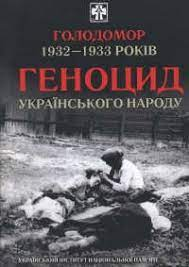 ГОЛОДОМОР
1932–1933 РОКІВ
ГЕНОЦИД
УКРАЇНСЬКОГО НАРОДУ
УКРАЇНСЬКИЙ ІНСТИТУТ НАЦІОНАЛЬНОЇ ПАМ'ЯТІ